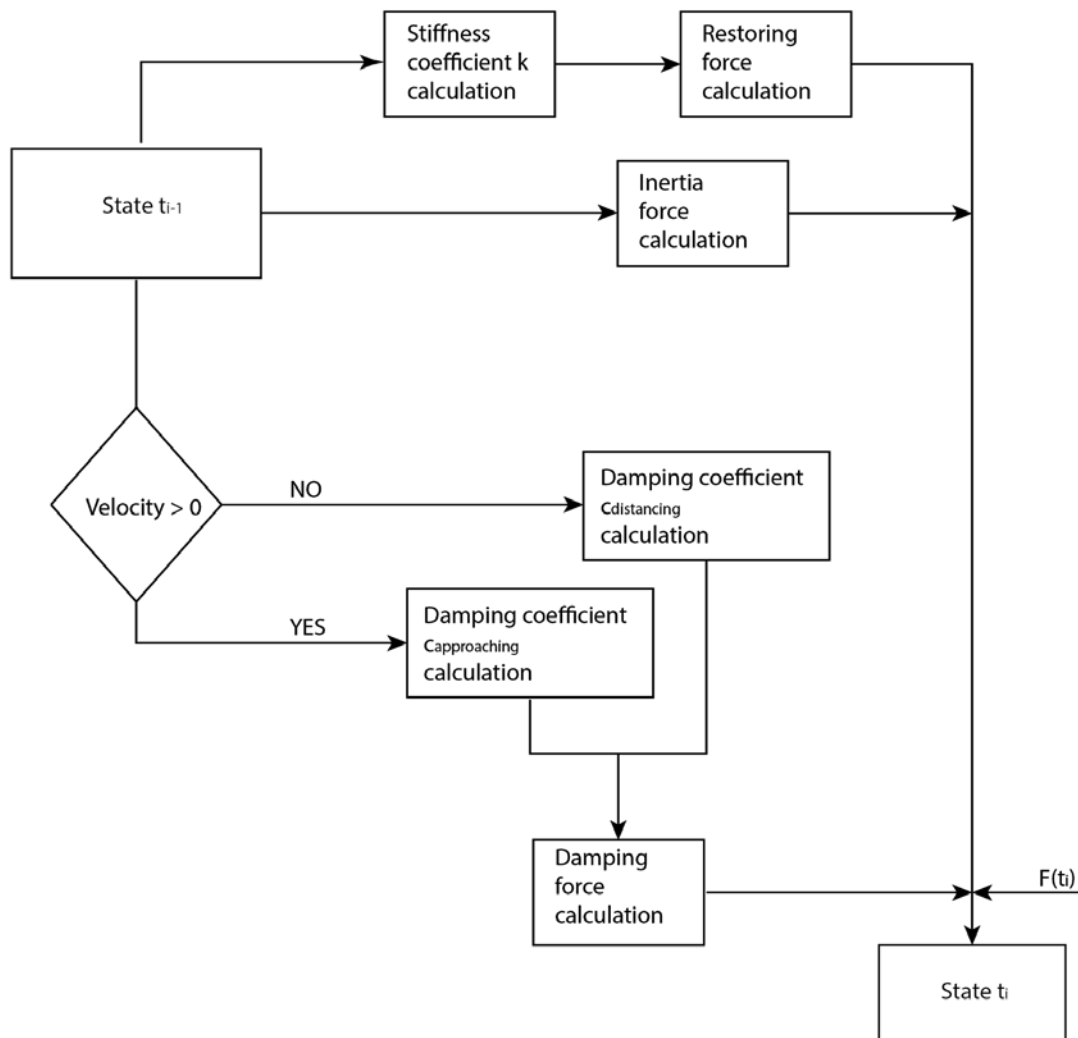 Stiffness
coefficient k
calculation
Restoring
force
calculation
State ti-1
Inertia
force
calculation
Velocity > 0
NO
Damping coefficient
Cdistancing
calculation
YES
Damping coefficient
Capproaching
calculation
Damping
force
calculation
F(ti)
State ti